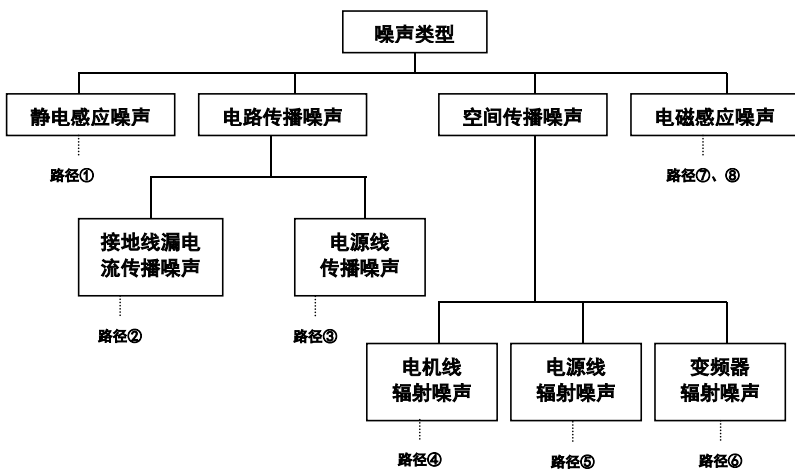 噪声类型
静电感应噪声
电路传播噪声
空间传播噪声
电磁感应噪声
路径①
路径⑦、⑧
接地线漏电
流传播噪声
电源线
传播噪声
路径②
路径③
电机线
辐射噪声
电源线
辐射噪声
变频器
辐射噪声
路径④
路径⑤
路径⑥